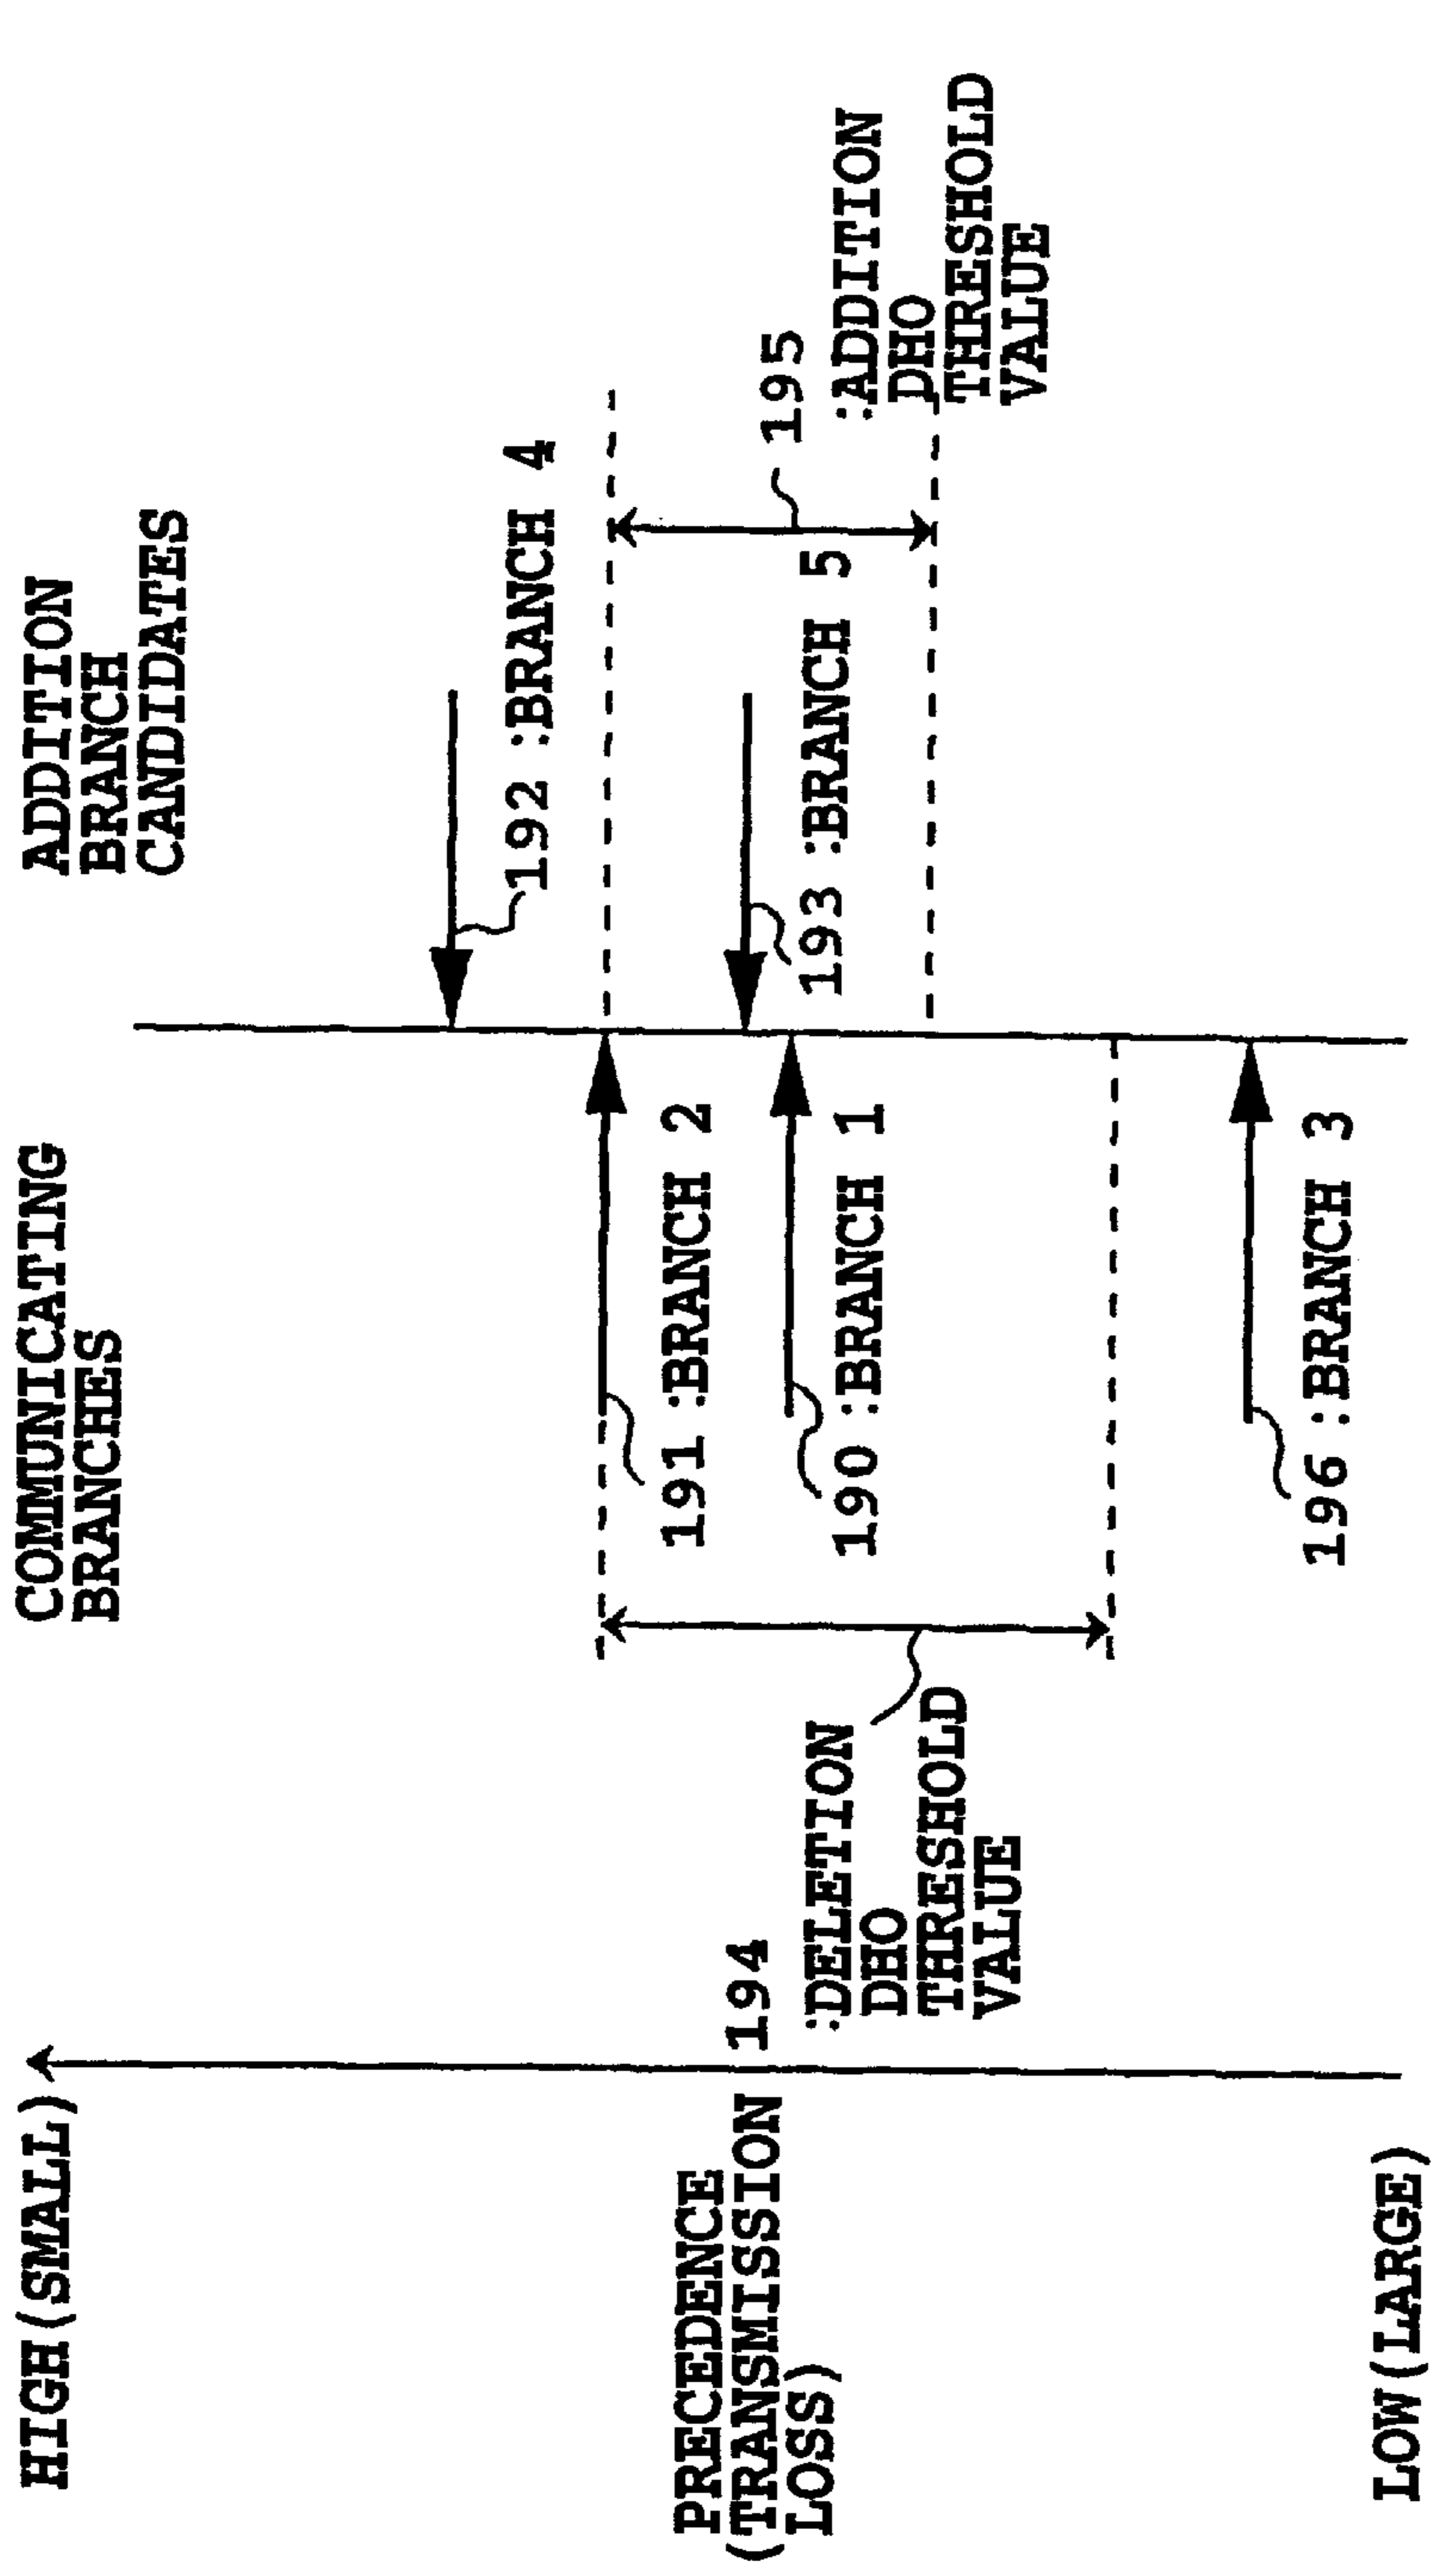 HIGH(SMALL)
PRECEDENCE
(TRANSMISSION
LOSS)
LOW(LARGE)
COMMUNICATING
BRANCHES
194
:DELETION
DHO
THRESHOLD
VALUE
191 :BRANCH 2
190 :BRANCH 1
196 :BRANCH 3
ADDITION
BRANCH
CANDIDATES
192 :BRANCH 4
193 :BRANCH 5
195
:ADDITION
DHO
THRESHOLD
VALUE